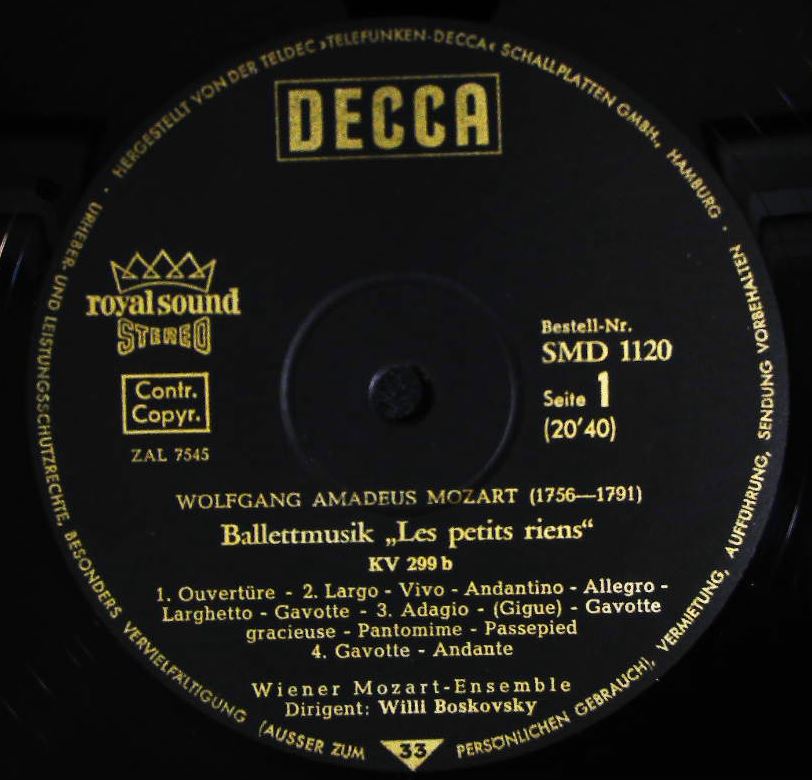 HERGESTELLT VON DER TELDEC »TELEFUNKEN-DECCA« SCHALLPLATTEN GMBH, HAMBURG ·
URHEBER- UND LEISTUNGSSCHUTZRECHTE, BESONDERS VERVIELFÄLTIGUNG (AUSSER ZUM PERSÖNLICHEN GEBRAUCH), VERMIETUNG, AUFFÜHRUNG, SENDUNG VORBEHALTEN ·
DECCA
royal sound
STEREO
Contr.
Copyr.
ZAL 7545
Bestell-Nr.
SMD 1120
Seite 1
(20'40)
WOLFGANG AMADEUS MOZART (1756—1791)
Ballettmusik „Les petits riens“
KV 299 b
1. Ouvertüre - 2. Largo - Vivo - Andantino - Allegro -
Larghetto - Gavotte - 3. Adagio - (Gigue) - Gavotte
gracieuse - Pantomime - Passepied
4. Gavotte - Andante
Wiener Mozart-Ensemble
Dirigent: Willi Boskovsky
33